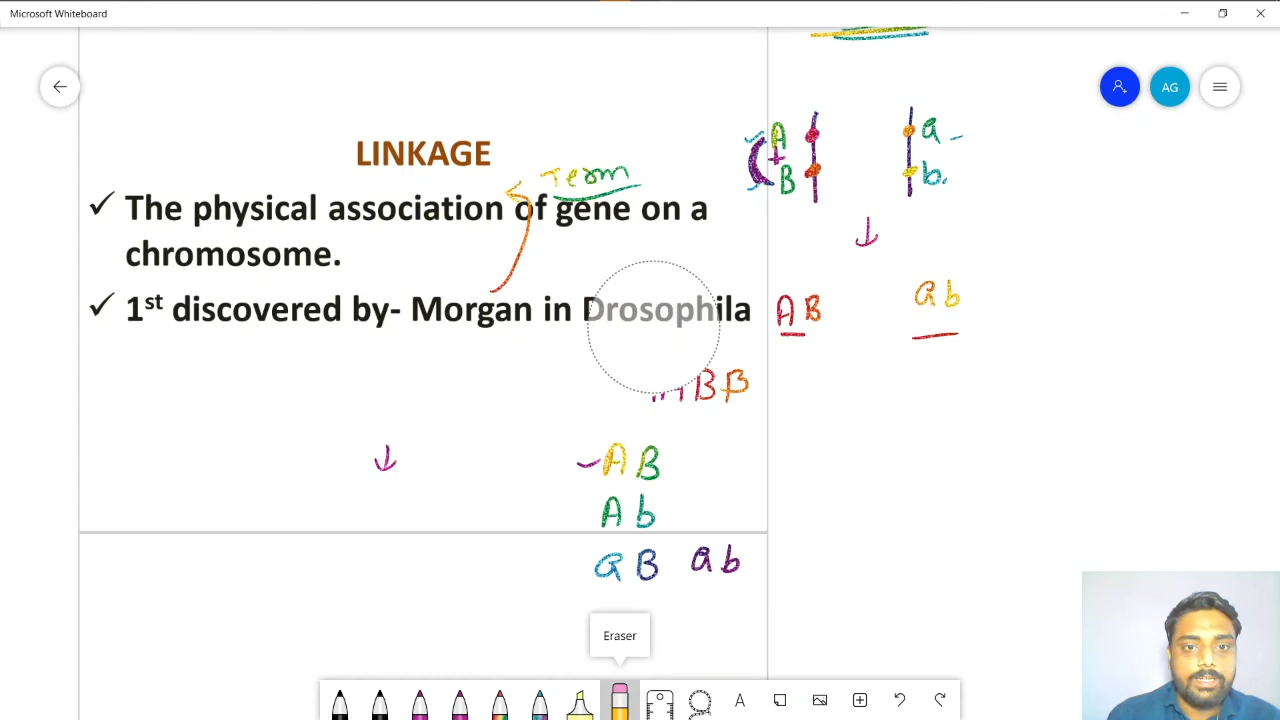 Microsoft Whiteboard
AG
LINKAGE
Term
✓ The physical association of gene on a
chromosome.
✓ 1st discovered by- Morgan in Drosophila
A
+
B
a
b
AB
ab
BB
AB
Ab
aB ab
Eraser
A